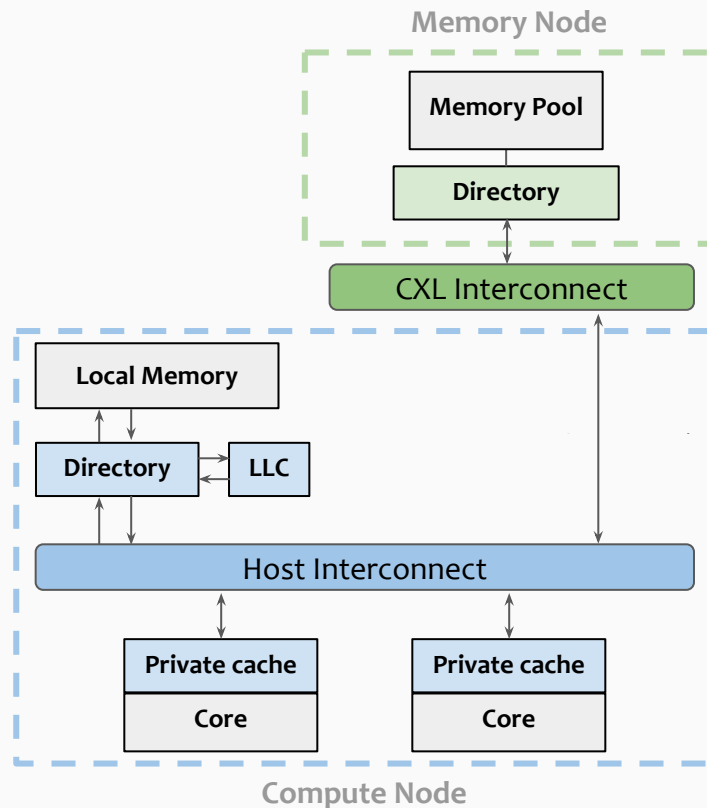 Memory Node
Memory Pool
Directory
CXL Interconnect
Local Memory
Directory
LLC
Host Interconnect
Private cache
Private cache
Core
Core
Compute Node